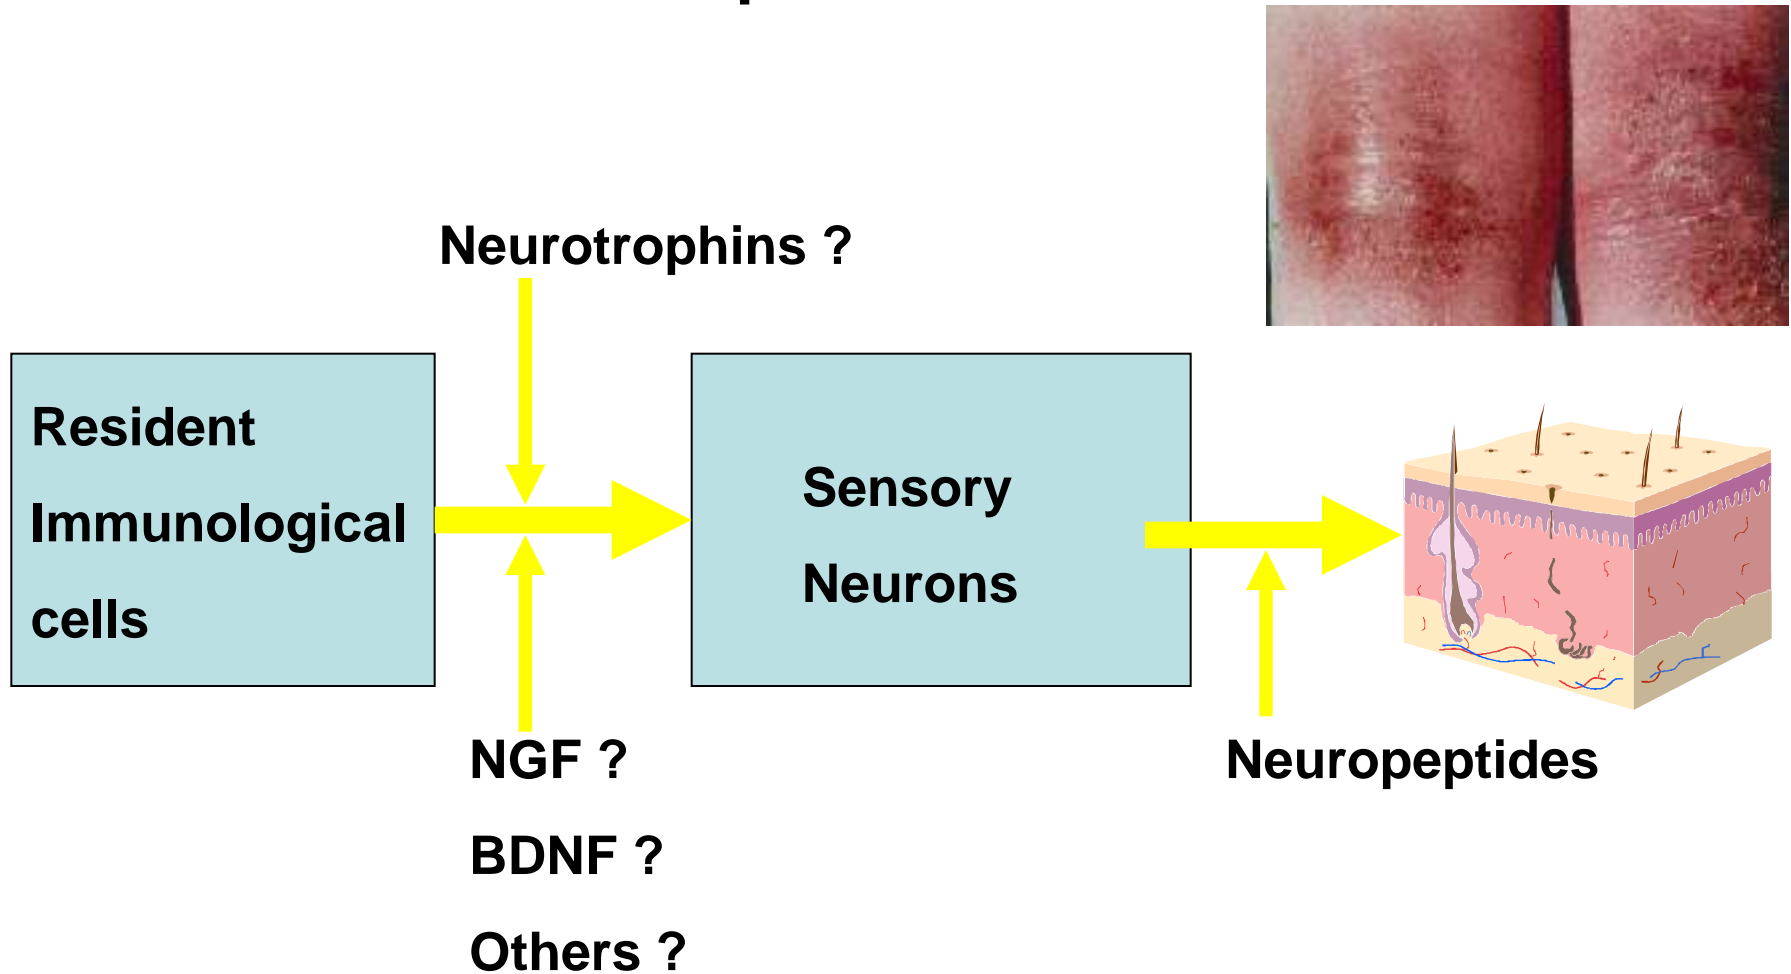 Neurotrophins ?
Resident
Immunological
cells
Sensory
Neurons
NGF ?
BDNF ?
Others ?
Neuropeptides